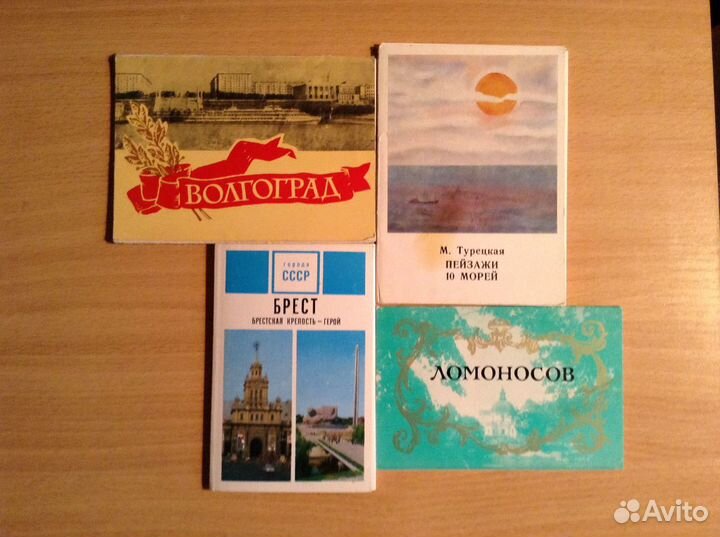 ВОЛГОГРАД
М. Турецкая
ПЕЙЗАЖИ
10 МОРЕЙ
города
СССР
БРЕСТ
БРЕСТСКАЯ КРЕПОСТЬ – ГЕРОЙ
ЛОМОНОСОВ
Avito